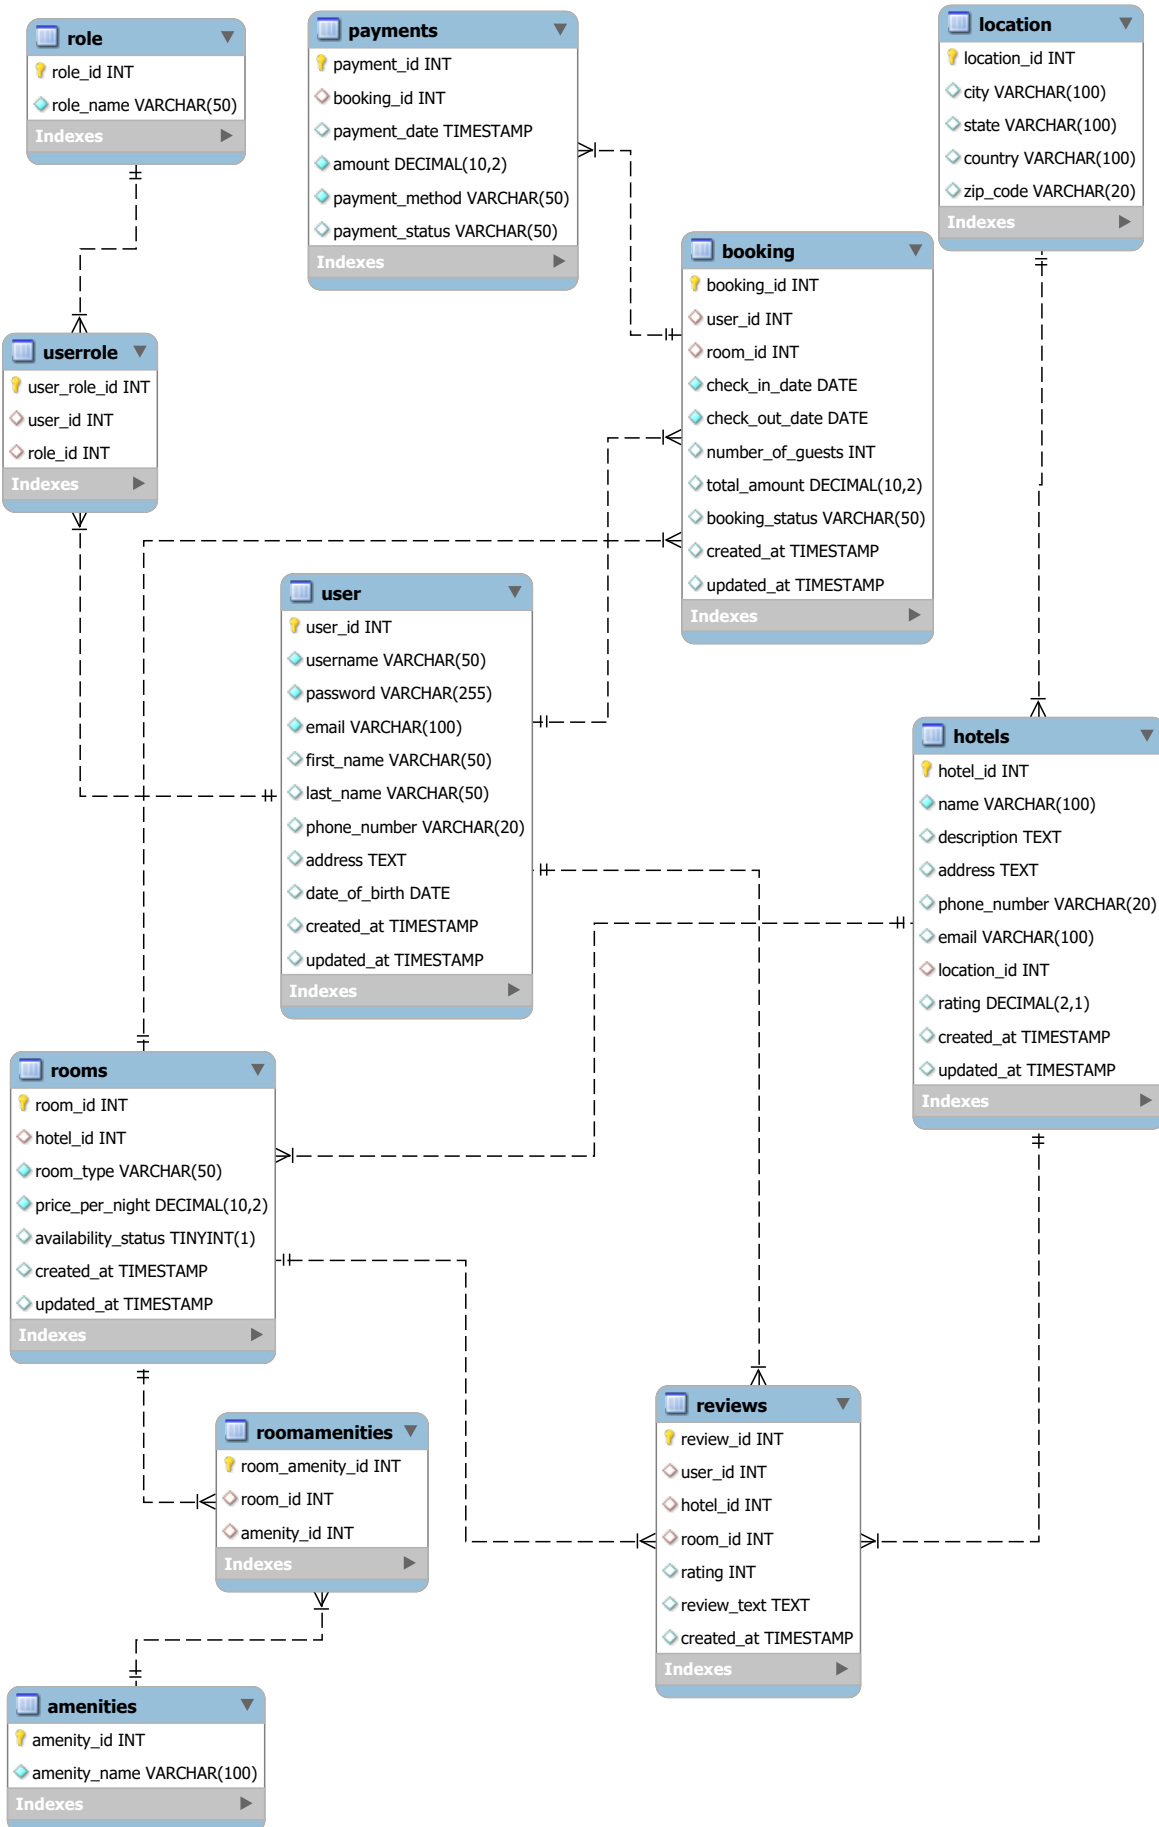 role
role_id INT
role_name VARCHAR(50)
Indexes
payments
payment_id INT
booking_id INT
payment_date TIMESTAMP
amount DECIMAL(10,2)
payment_method VARCHAR(50)
payment_status VARCHAR(50)
Indexes
location
location_id INT
city VARCHAR(100)
state VARCHAR(100)
country VARCHAR(100)
zip_code VARCHAR(20)
Indexes
booking
booking_id INT
user_id INT
room_id INT
check_in_date DATE
check_out_date DATE
number_of_guests INT
total_amount DECIMAL(10,2)
booking_status VARCHAR(50)
created_at TIMESTAMP
updated_at TIMESTAMP
Indexes
userrole
user_role_id INT
user_id INT
role_id INT
Indexes
user
user_id INT
username VARCHAR(50)
password VARCHAR(255)
email VARCHAR(100)
first_name VARCHAR(50)
last_name VARCHAR(50)
phone_number VARCHAR(20)
address TEXT
date_of_birth DATE
created_at TIMESTAMP
updated_at TIMESTAMP
Indexes
hotels
hotel_id INT
name VARCHAR(100)
description TEXT
address TEXT
phone_number VARCHAR(20)
email VARCHAR(100)
location_id INT
rating DECIMAL(2,1)
created_at TIMESTAMP
updated_at TIMESTAMP
Indexes
rooms
room_id INT
hotel_id INT
room_type VARCHAR(50)
price_per_night DECIMAL(10,2)
availability_status TINYINT(1)
created_at TIMESTAMP
updated_at TIMESTAMP
Indexes
roomamenities
room_amenity_id INT
room_id INT
amenity_id INT
Indexes
reviews
review_id INT
user_id INT
hotel_id INT
room_id INT
rating INT
review_text TEXT
created_at TIMESTAMP
Indexes
amenities
amenity_id INT
amenity_name VARCHAR(100)
Indexes